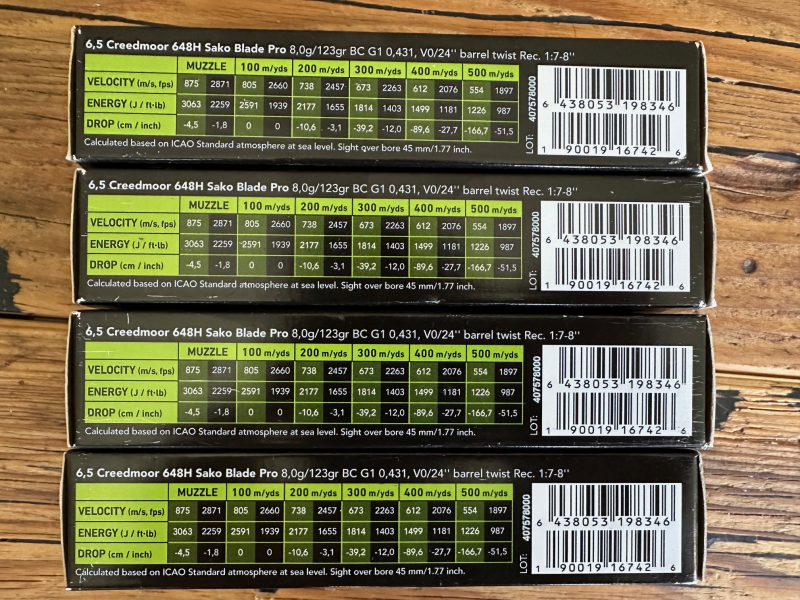 6,5 Creedmoor 648H Sako Blade Pro 8,0g/123gr BC G1 0,431, V0/24'' barrel twist Rec. 1:7-8''
MUZZLE 100 m/yds 200 m/yds 300 m/yds 400 m/yds 500 m/yds
VELOCITY (m/s, fps) 875 2871 805 2660 738 2457 673 2263 612 2076 554 1897
ENERGY (J / ft-lb) 3063 2259 2591 1939 2177 1655 1814 1403 1499 1181 1226 987
DROP (cm / inch) -4,5 -1,8 0 0 -10,6 -3,1 -39,2 -12,0 -89,6 -27,7 -166,7 -51,5
Calculated based on ICAO Standard atmosphere at sea level. Sight over bore 45 mm/1.77 inch.
LOT: 407578000
6 438053 198346
1 90019 16742 6
6,5 Creedmoor 648H Sako Blade Pro 8,0g/123gr BC G1 0,431, V0/24'' barrel twist Rec. 1:7-8''
MUZZLE 100 m/yds 200 m/yds 300 m/yds 400 m/yds 500 m/yds
VELOCITY (m/s, fps) 875 2871 805 2660 738 2457 673 2263 612 2076 554 1897
ENERGY (J / ft-lb) 3063 2259 2591 1939 2177 1655 1814 1403 1499 1181 1226 987
DROP (cm / inch) -4,5 -1,8 0 0 -10,6 -3,1 -39,2 -12,0 -89,6 -27,7 -166,7 -51,5
Calculated based on ICAO Standard atmosphere at sea level. Sight over bore 45 mm/1.77 inch.
LOT: 407578000
6 438053 198346
1 90019 16742 6
6,5 Creedmoor 648H Sako Blade Pro 8,0g/123gr BC G1 0,431, V0/24'' barrel twist Rec. 1:7-8''
MUZZLE 100 m/yds 200 m/yds 300 m/yds 400 m/yds 500 m/yds
VELOCITY (m/s, fps) 875 2871 805 2660 738 2457 673 2263 612 2076 554 1897
ENERGY (J / ft-lb) 3063 2259 2591 1939 2177 1655 1814 1403 1499 1181 1226 987
DROP (cm / inch) -4,5 -1,8 0 0 -10,6 -3,1 -39,2 -12,0 -89,6 -27,7 -166,7 -51,5
Calculated based on ICAO Standard atmosphere at sea level. Sight over bore 45 mm/1.77 inch.
LOT: 407578000
6 438053 198346
1 90019 16742 6
6,5 Creedmoor 648H Sako Blade Pro 8,0g/123gr BC G1 0,431, V0/24'' barrel twist Rec. 1:7-8''
MUZZLE 100 m/yds 200 m/yds 300 m/yds 400 m/yds 500 m/yds
VELOCITY (m/s, fps) 875 2871 805 2660 738 2457 673 2263 612 2076 554 1897
ENERGY (J / ft-lb) 3063 2259 2591 1939 2177 1655 1814 1403 1499 1181 1226 987
DROP (cm / inch) -4,5 -1,8 0 0 -10,6 -3,1 -39,2 -12,0 -89,6 -27,7 -166,7 -51,5
Calculated based on ICAO Standard atmosphere at sea level. Sight over bore 45 mm/1.77 inch.
LOT: 407578000
6 438053 198346
1 90019 16742 6